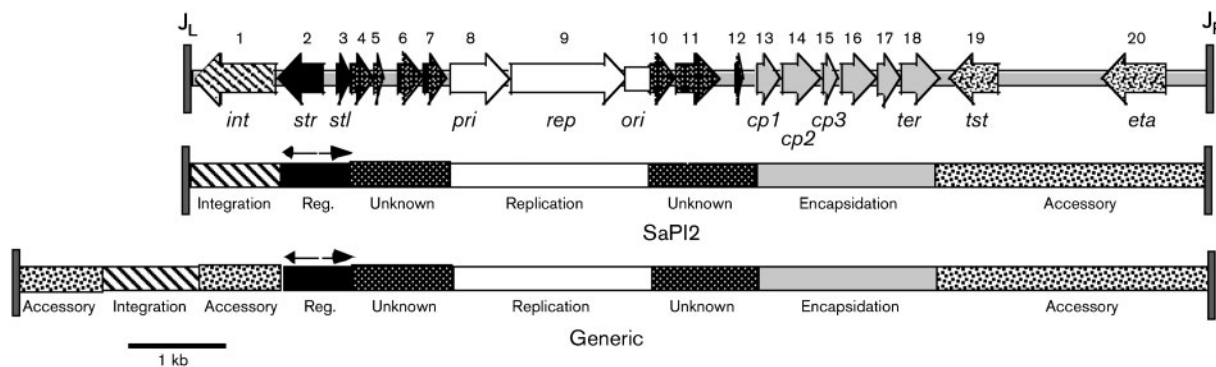 J_L J_R
1 2 3 4 5 6 7 8 9 10 11 12 13 14 15 16 17 18 19 20
int str stl pri rep ori cp1 cp3 ter tst eta
cp2
Integration Reg. Unknown Replication Unknown Encapsidation Accessory
SaPI2
Accessory Integration Accessory Reg. Unknown Replication Unknown Encapsidation Accessory
Generic
1 kb